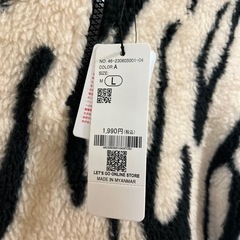 NO. 46-230805001-04
COLOR:A
SIZE:
M L
1,990円(税込)
LET'S GO ONLINE STORE
MADE IN MYANMAR